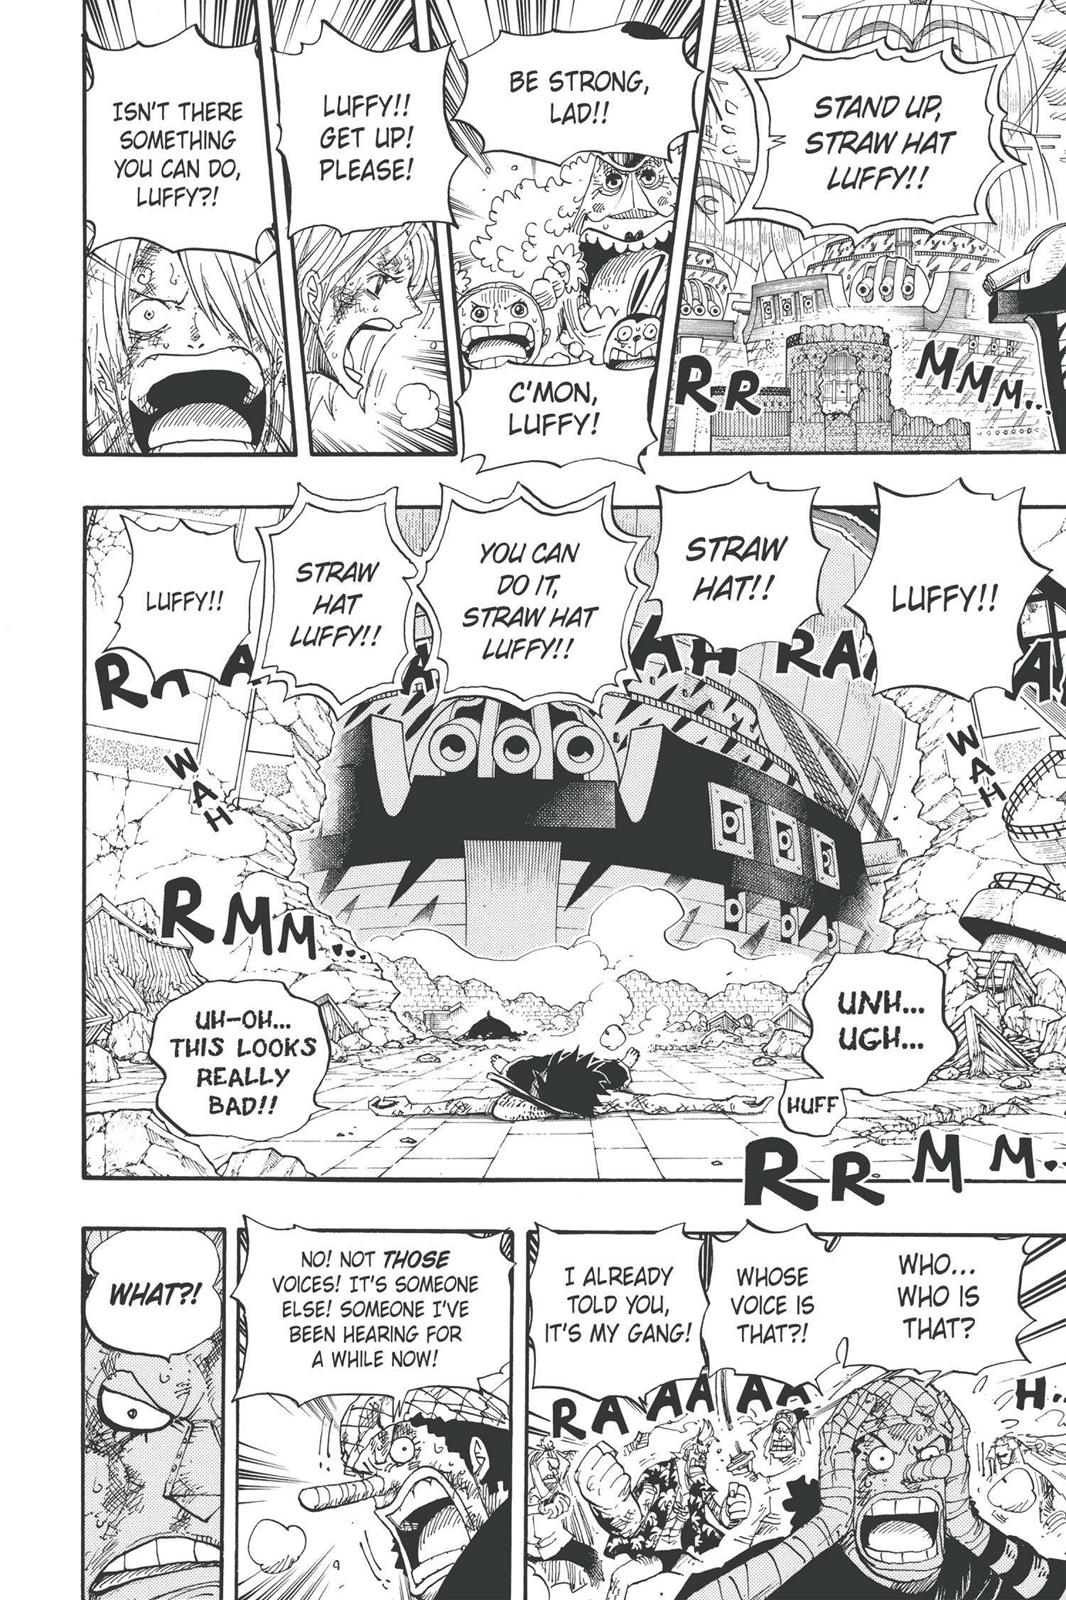 STAND UP,
STRAW HAT
LUFFY!!
RR
MMM...
BE STRONG,
LAD!!
C'MON,
LUFFY!
LUFFY!!
GET UP!
PLEASE!
ISN'T THERE
SOMETHING
YOU CAN DO,
LUFFY?!
LUFFY!!
STRAW
HAT!!
YOU CAN
DO IT,
STRAW HAT
LUFFY!!
STRAW
HAT
LUFFY!!
LUFFY!!
WAH
WAH
RMM...
UNH...
UGH...
HUFF
UH-OH...
THIS LOOKS
REALLY
BAD!!
RRMM...
WHO...
WHO IS
THAT?
WHOSE
VOICE IS
THAT?!
I ALREADY
TOLD YOU,
IT'S MY GANG!
RAAAAA
H...
NO! NOT THOSE
VOICES! IT'S SOMEONE
ELSE! SOMEONE I'VE
BEEN HEARING FOR
A WHILE NOW!
WHAT?!